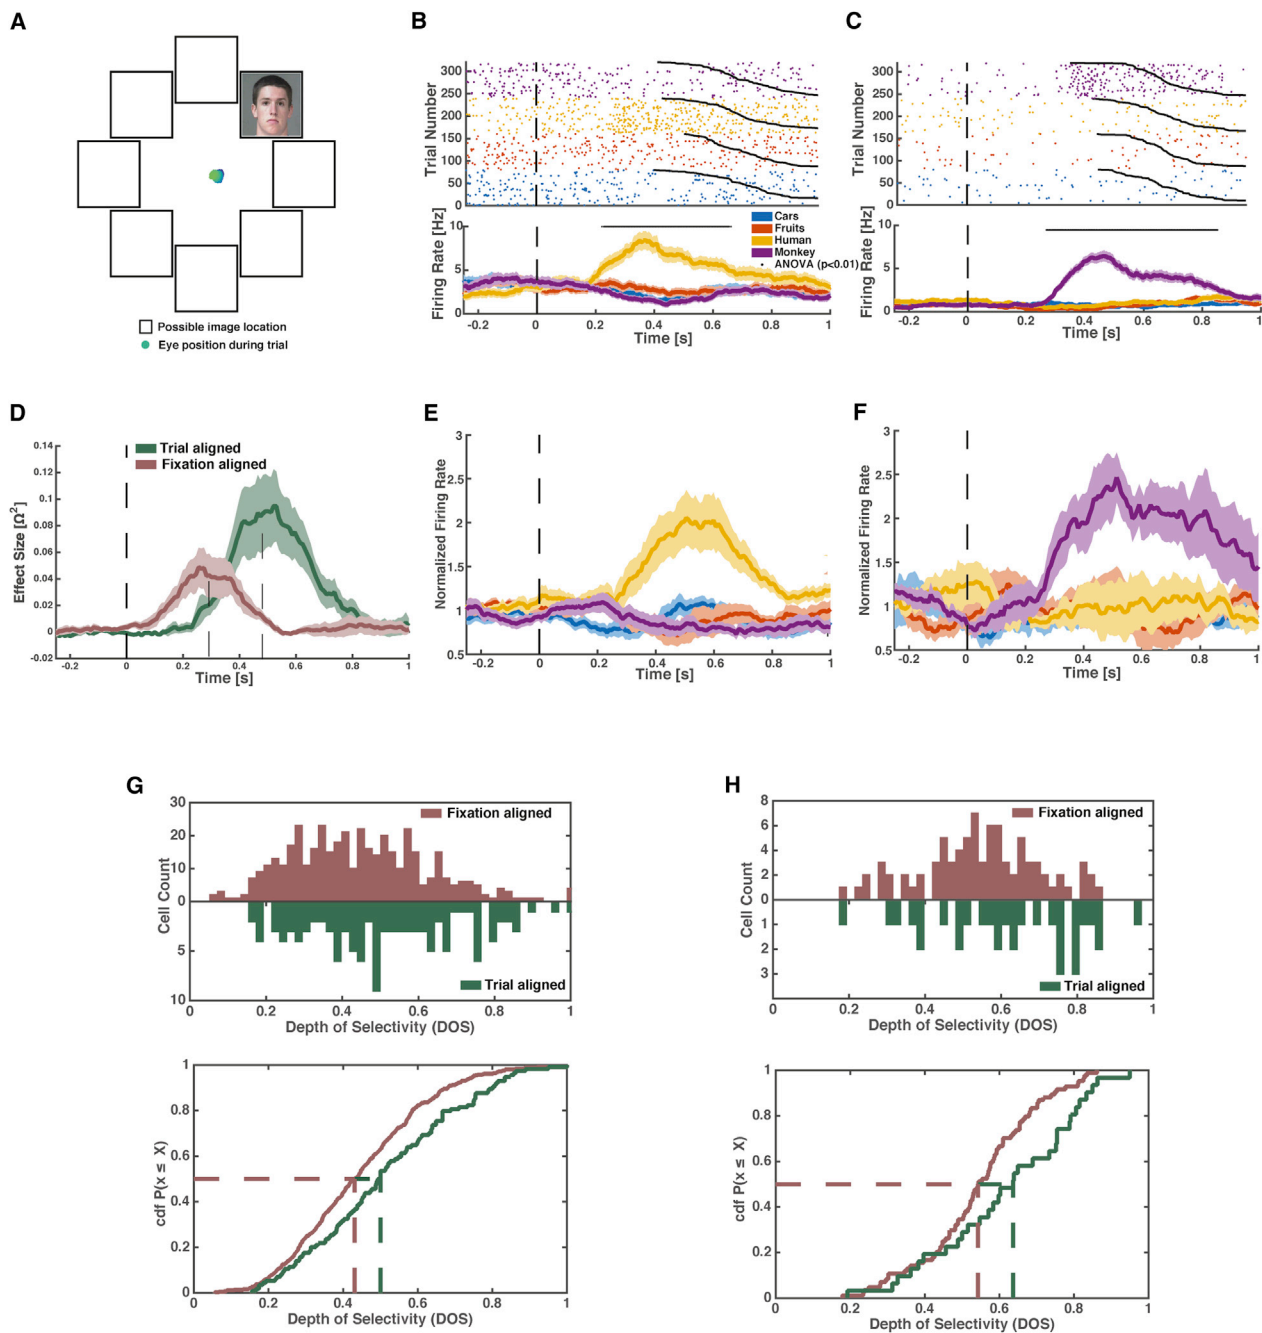 A
Possible image location
Eye position during trial
B
Trial Number
300
250
200
150
100
50
0
Firing Rate [Hz]
10
5
0
Cars
Fruits
Human
Monkey
ANOVA (p<0.01)
-0.2 0 0.2 0.4 0.6 0.8 1
Time [s]
C
Trial Number
300
250
200
150
100
50
0
Firing Rate [Hz]
10
5
0
-0.2 0 0.2 0.4 0.6 0.8 1
Time [s]
D
Effect Size [Ω²]
0.14
0.12
0.1
0.08
0.06
0.04
0.02
0
-0.02
Trial aligned
Fixation aligned
-0.2 0 0.2 0.4 0.6 0.8 1
Time [s]
E
Normalized Firing Rate
3
2.5
2
1.5
1
0.5
-0.2 0 0.2 0.4 0.6 0.8 1
Time [s]
F
Normalized Firing Rate
3
2.5
2
1.5
1
0.5
-0.2 0 0.2 0.4 0.6 0.8 1
Time [s]
G
Cell Count
30
20
10
0
Fixation aligned
Cell Count
5
10
Trial aligned
0 0.2 0.4 0.6 0.8 1
Depth of Selectivity (DOS)
cdf P(x ≤ X)
1
0.8
0.6
0.4
0.2
0
0 0.2 0.4 0.6 0.8 1
Depth of Selectivity (DOS)
H
Cell Count
8
6
4
2
0
Fixation aligned
Cell Count
1
2
3
Trial aligned
0 0.2 0.4 0.6 0.8 1
Depth of Selectivity (DOS)
cdf P(x ≤ X)
1
0.8
0.6
0.4
0.2
0
0 0.2 0.4 0.6 0.8 1
Depth of Selectivity (DOS)